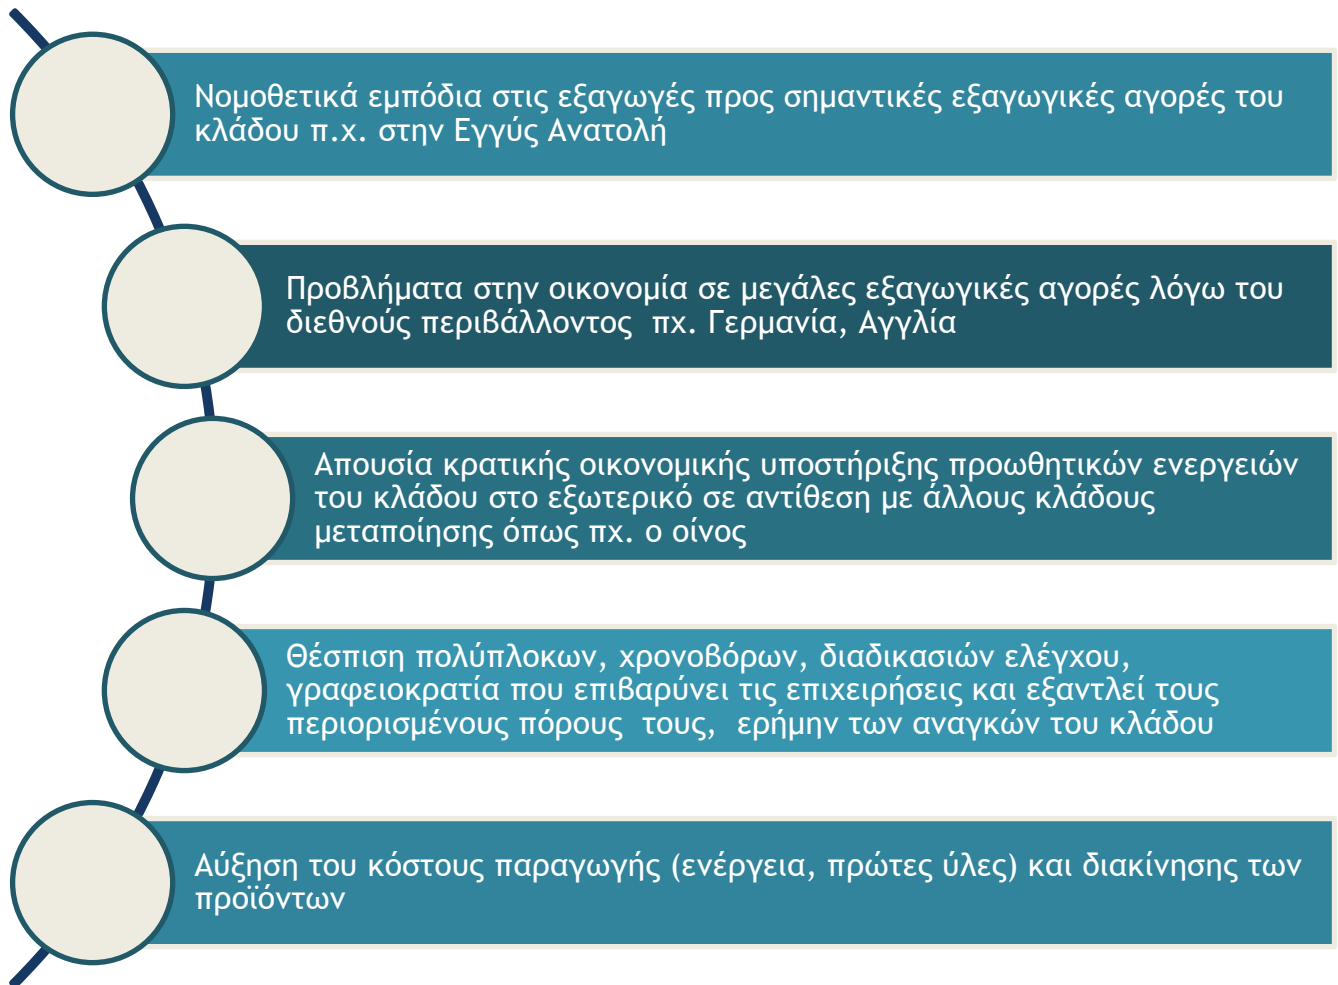 Νομοθετικά εμπόδια στις εξαγωγές προς σημαντικές εξαγωγικές αγορές του
κλάδου π.χ. στην Εγγύς Ανατολή
Προβλήματα στην οικονομία σε μεγάλες εξαγωγικές αγορές λόγω του
διεθνούς περιβάλλοντος  πχ. Γερμανία, Αγγλία
Απουσία κρατικής οικονομικής υποστήριξης προωθητικών ενεργειών
του κλάδου στο εξωτερικό σε αντίθεση με άλλους κλάδους
μεταποίησης όπως πχ. ο οίνος
Θέσπιση πολύπλοκων, χρονοβόρων, διαδικασιών ελέγχου,
γραφειοκρατία που επιβαρύνει τις επιχειρήσεις και εξαντλεί τους
περιορισμένους πόρους  τους,  ερήμην των αναγκών του κλάδου
Αύξηση του κόστους παραγωγής (ενέργεια, πρώτες ύλες) και διακίνησης των
προϊόντων